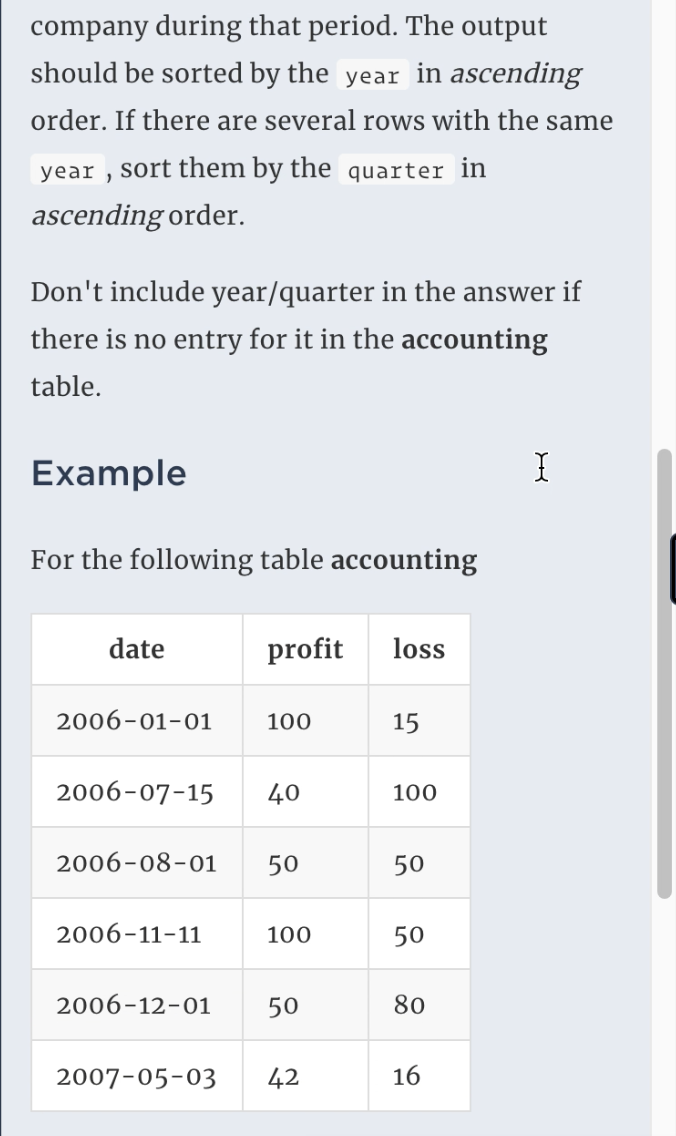 company during that period. The output
should be sorted by the year in ascending
order. If there are several rows with the same
year, sort them by the quarter in
ascending order.
Don't include year/quarter in the answer if
there is no entry for it in the accounting
table.
Example
For the following table accounting
date profit loss
2006-01-01 100 15
2006-07-15 40 100
2006-08-01 50 50
2006-11-11 100 50
2006-12-01 50 80
2007-05-03 42 16